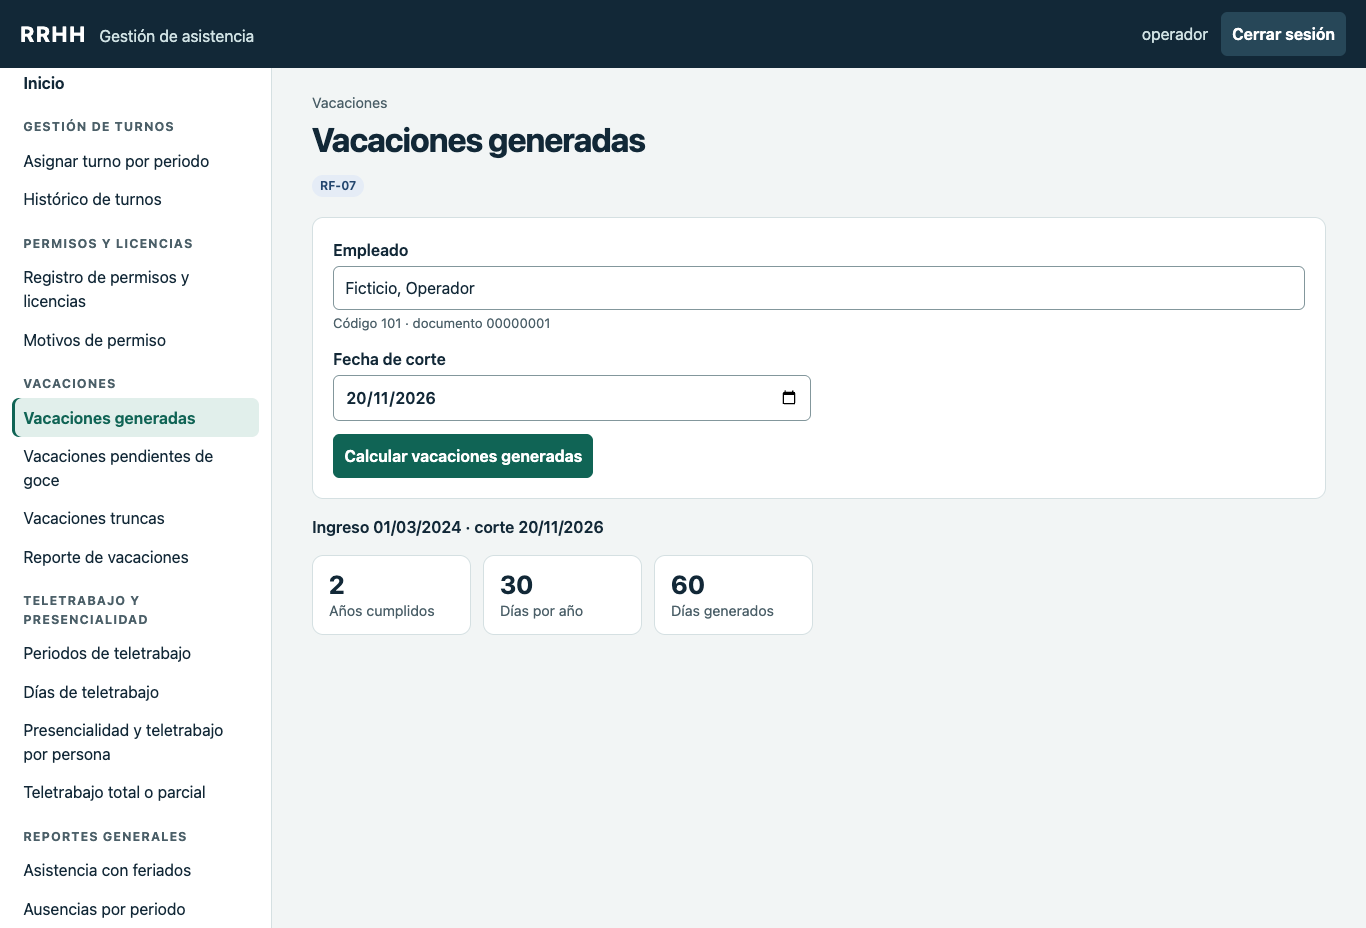 RRHH Gestión de asistencia
operador
Cerrar sesión
Inicio
GESTIÓN DE TURNOS
Asignar turno por periodo
Histórico de turnos
PERMISOS Y LICENCIAS
Registro de permisos y
licencias
Motivos de permiso
VACACIONES
Vacaciones generadas
Vacaciones pendientes de
goce
Vacaciones truncas
Reporte de vacaciones
TELETRABAJO Y
PRESENCIALIDAD
Periodos de teletrabajo
Días de teletrabajo
Presencialidad y teletrabajo
por persona
Teletrabajo total o parcial
REPORTES GENERALES
Asistencia con feriados
Ausencias por periodo
Vacaciones
Vacaciones generadas
RF-07
Empleado
Ficticio, Operador
Código 101 · documento 00000001
Fecha de corte
20/11/2026
Calcular vacaciones generadas
Ingreso 01/03/2024 · corte 20/11/2026
2
Años cumplidos
30
Días por año
60
Días generados